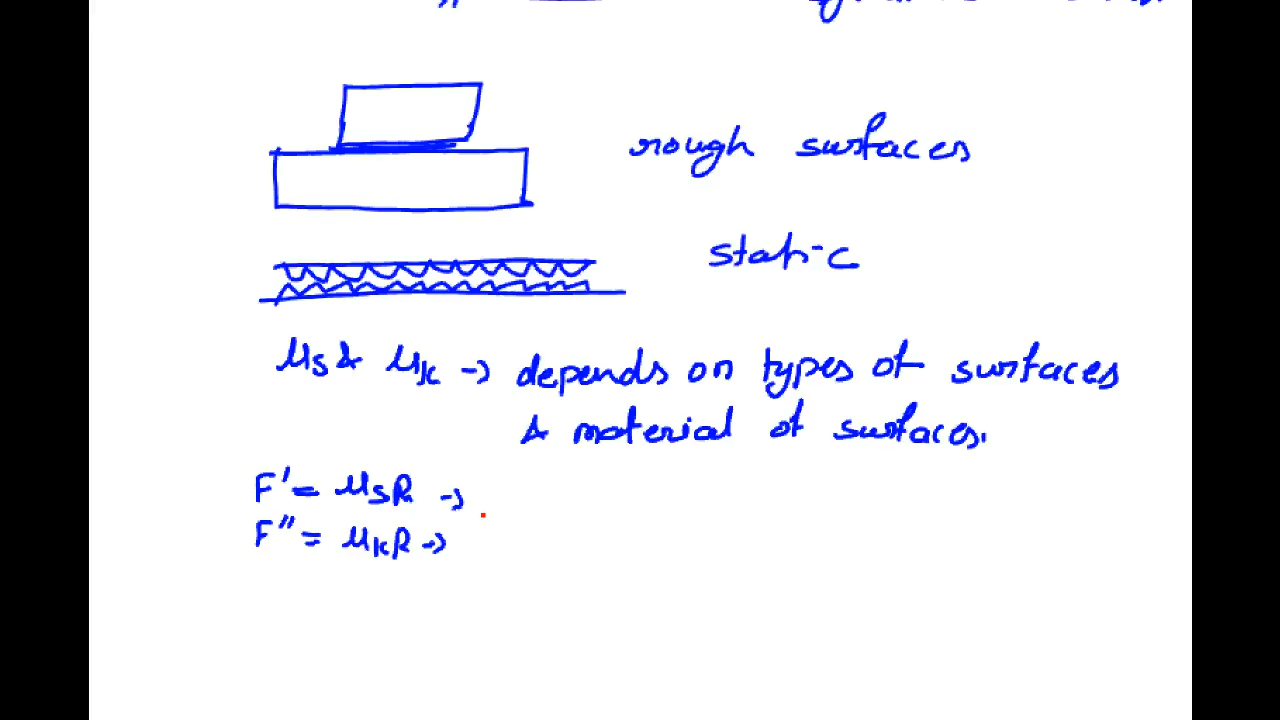 rough surfaces
static
μs & μk → depends on types of surfaces
& material of surfaces.
F' = μsR →
F'' = μkR →